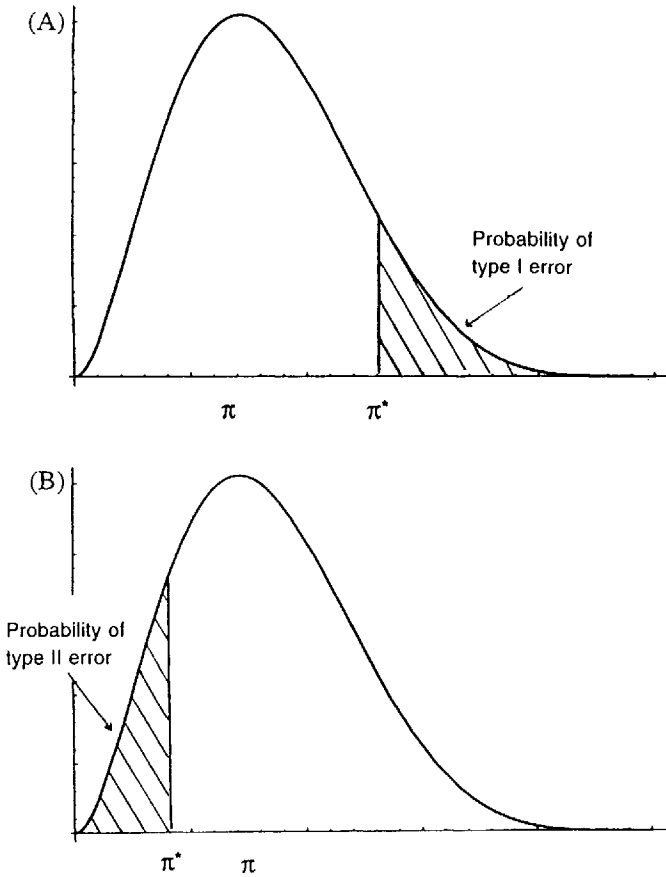 (A)
Probability of
type I error
π
π*
(B)
Probability of
type II error
π*
π